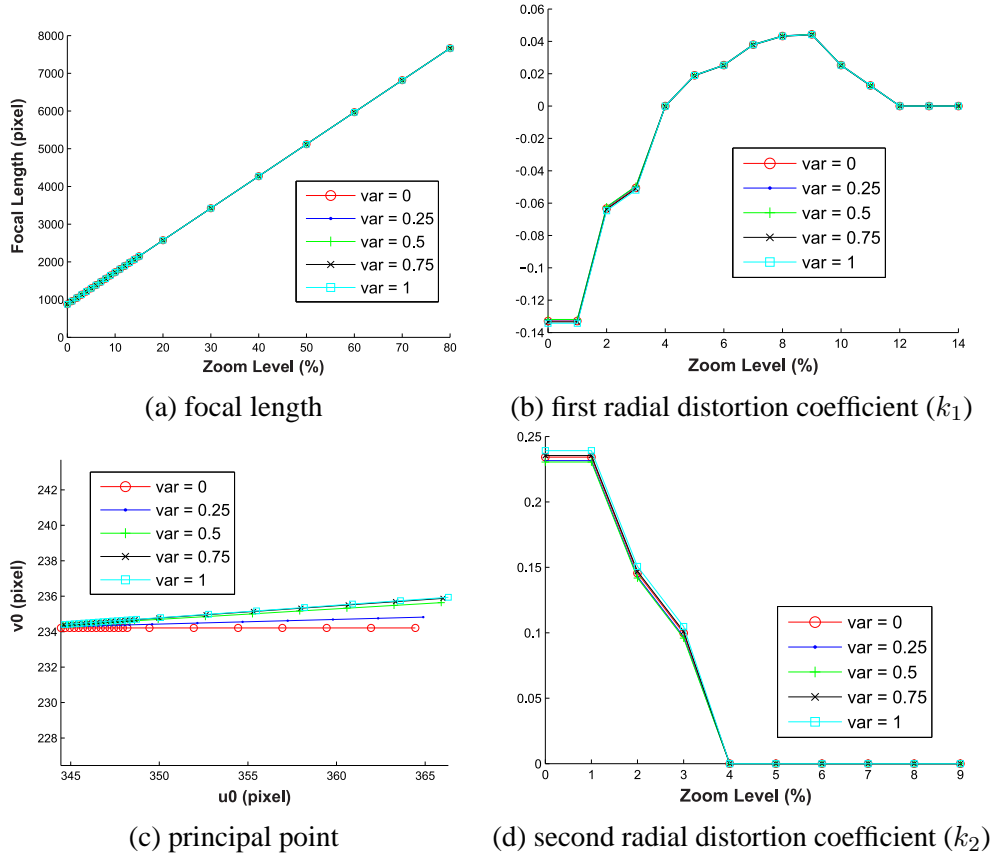 8000
7000
6000
5000
4000
3000
2000
1000
0
Focal Length (pixel)
var = 0
var = 0.25
var = 0.5
var = 0.75
var = 1
0 10 20 30 40 50 60 70 80
Zoom Level (%)
(a) focal length
0.06
0.04
0.02
0
−0.02
−0.04
−0.06
−0.08
−0.1
−0.12
−0.14
var = 0
var = 0.25
var = 0.5
var = 0.75
var = 1
0 2 4 6 8 10 12 14
Zoom Level (%)
(b) first radial distortion coefficient (k₁)
242
240
238
236
234
232
230
228
v0 (pixel)
var = 0
var = 0.25
var = 0.5
var = 0.75
var = 1
345 350 355 360 365
u0 (pixel)
(c) principal point
0.25
0.2
0.15
0.1
0.05
0
var = 0
var = 0.25
var = 0.5
var = 0.75
var = 1
0 1 2 3 4 5 6 7 8 9
Zoom Level (%)
(d) second radial distortion coefficient (k₂)